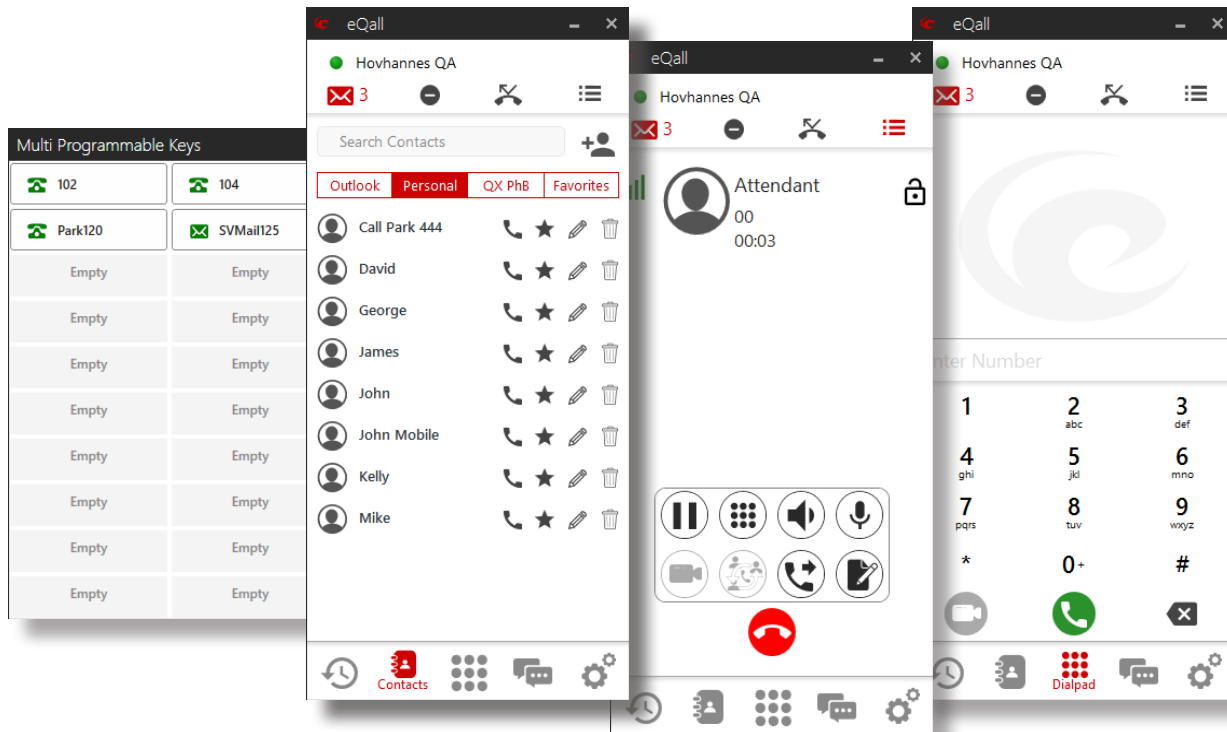 Multi Programmable Keys
102 104
Park120 SVMail125
Empty Empty
Empty Empty
Empty Empty
Empty Empty
Empty Empty
Empty Empty
Empty Empty
Empty Empty
eQall
Hovhannes QA
3
Search Contacts
Outlook Personal QX PhB Favorites
Call Park 444
David
George
James
John
John Mobile
Kelly
Mike
Contacts
eQall
Hovhannes QA
3
Attendant
00
00:03
eQall
Hovhannes QA
3
nter Number
1 2 3
abc def
4 5 6
ghi jkl mno
7 8 9
pqrs tuv wxyz
* 0+ #
Dialpad